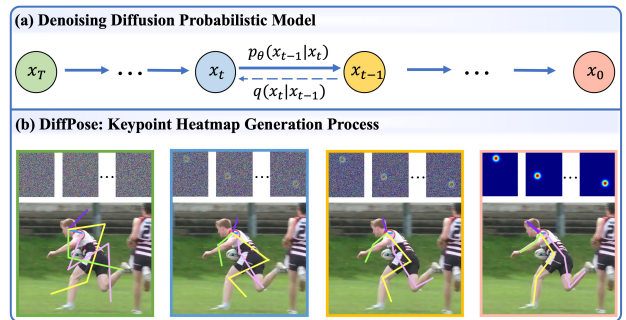 (a) Denoising Diffusion Probabilistic Model
x_T ... x_t p_θ(x_{t-1}|x_t) x_{t-1} ... x_0
q(x_t|x_{t-1})
(b) DiffPose: Keypoint Heatmap Generation Process
... ... ... ...